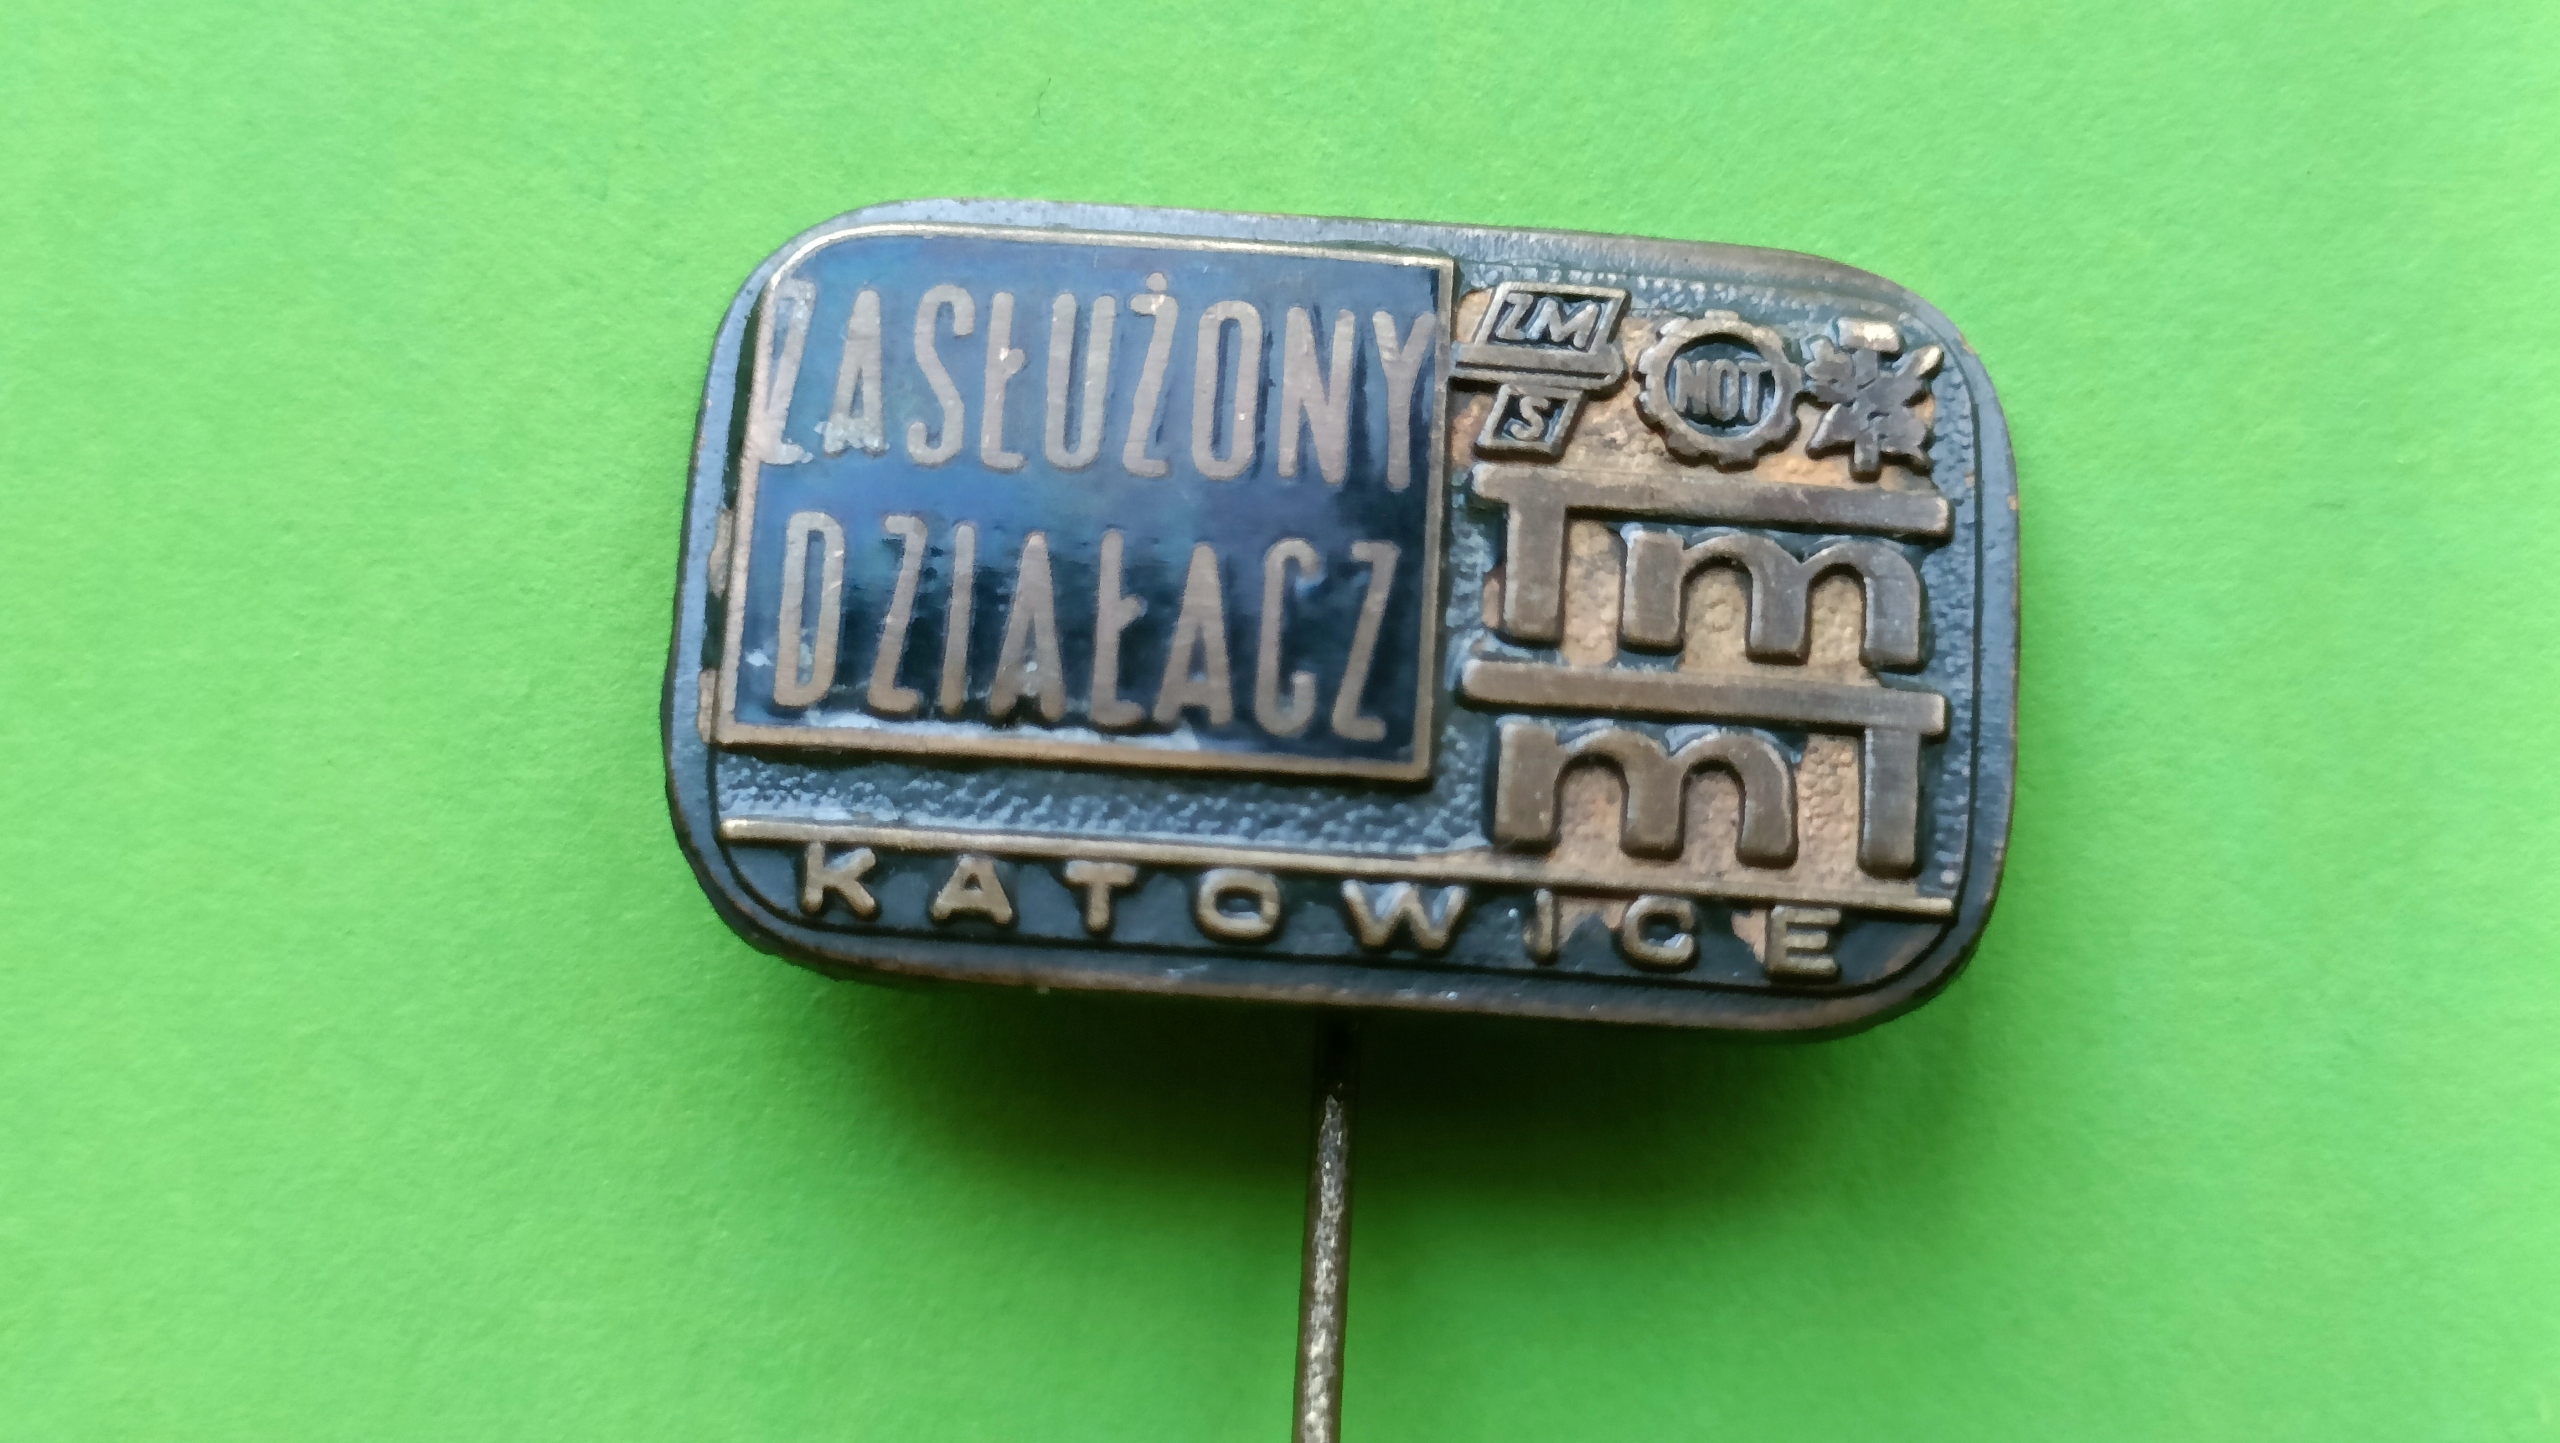 ZASŁUŻONY
DZIAŁACZ
ZM
S
NOT
Tm
mT
KATOWICE